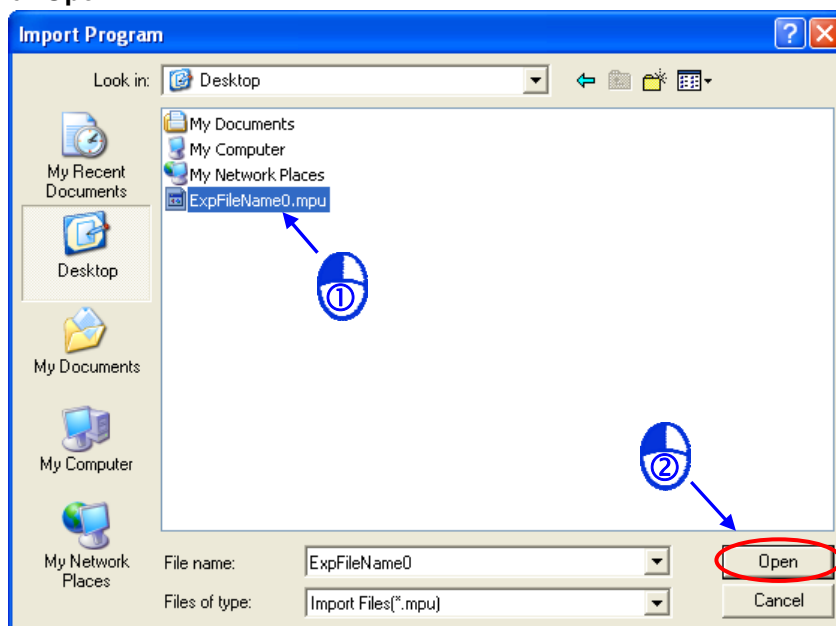 Import Program
Look in: Desktop
My Documents
My Computer
My Network Places
ExpFileName0.mpu
My Recent
Documents
Desktop
My Documents
My Computer
My Network
Places
①
②
File name: ExpFileName0 Open
Files of type: Import Files(*.mpu) Cancel